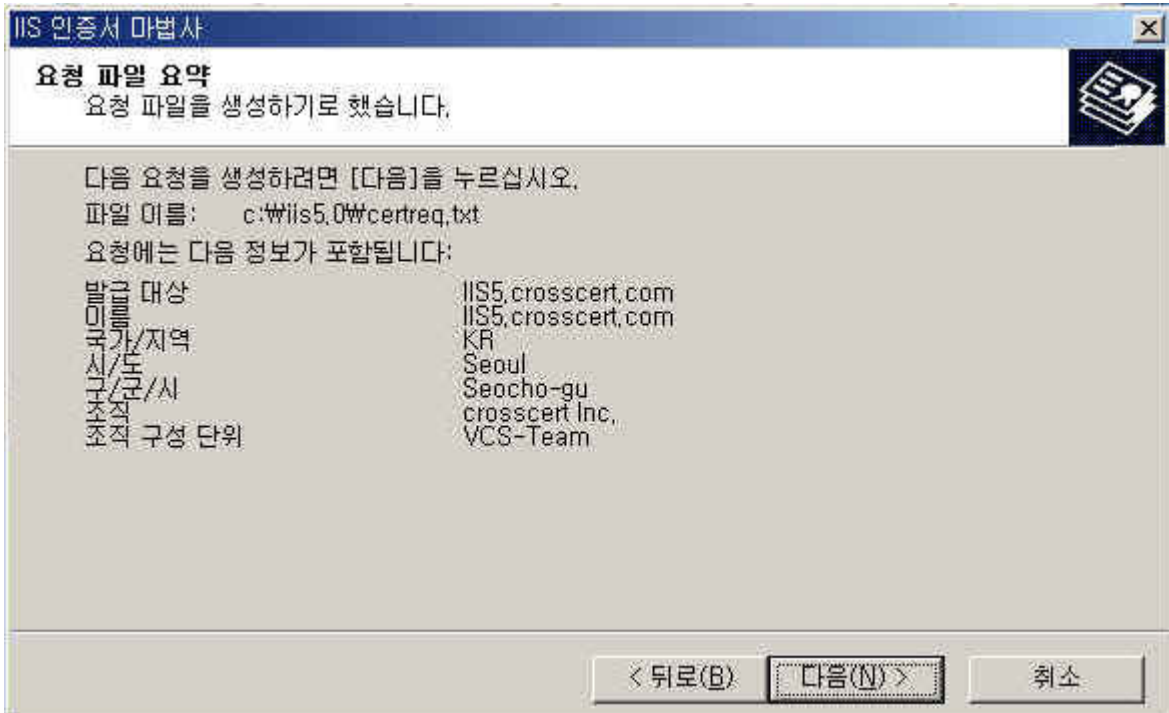 IIS 인증서 마법사
요청 파일 요약
요청 파일을 생성하기로 했습니다.
다음 요청을 생성하려면 [다음]을 누르십시오.
파일 이름: c:₩iis5.0₩certreq.txt
요청에는 다음 정보가 포함됩니다:
발급 대상 IIS5.crosscert.com
이름 IIS5.crosscert.com
국가/지역 KR
시/도 Seoul
구/군/시 Seocho-gu
조직 crosscert Inc.
조직 구성 단위 VCS-Team
< 뒤로(B) 다음(N) > 취소